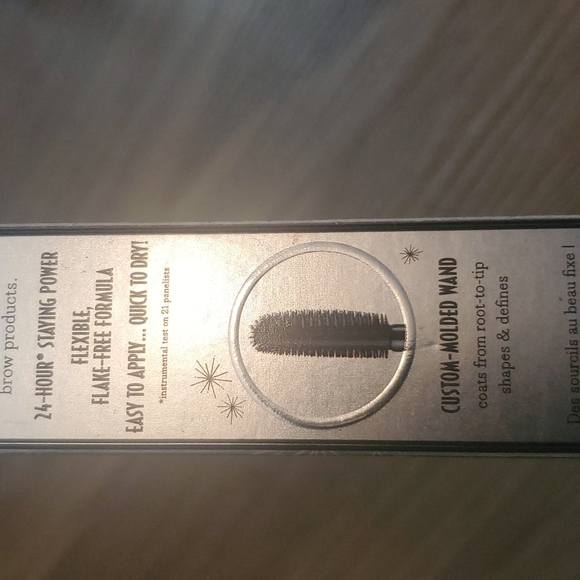 brow products.
24-HOUR* STAYING POWER
FLEXIBLE,
FLAKE-FREE FORMULA
EASY TO APPLY... QUICK TO DRY!
*instrumental test on 21 panelists
CUSTOM-MOLDED WAND
coats from root-to-tip
shapes & defines
Des sourcils au beau fixe !